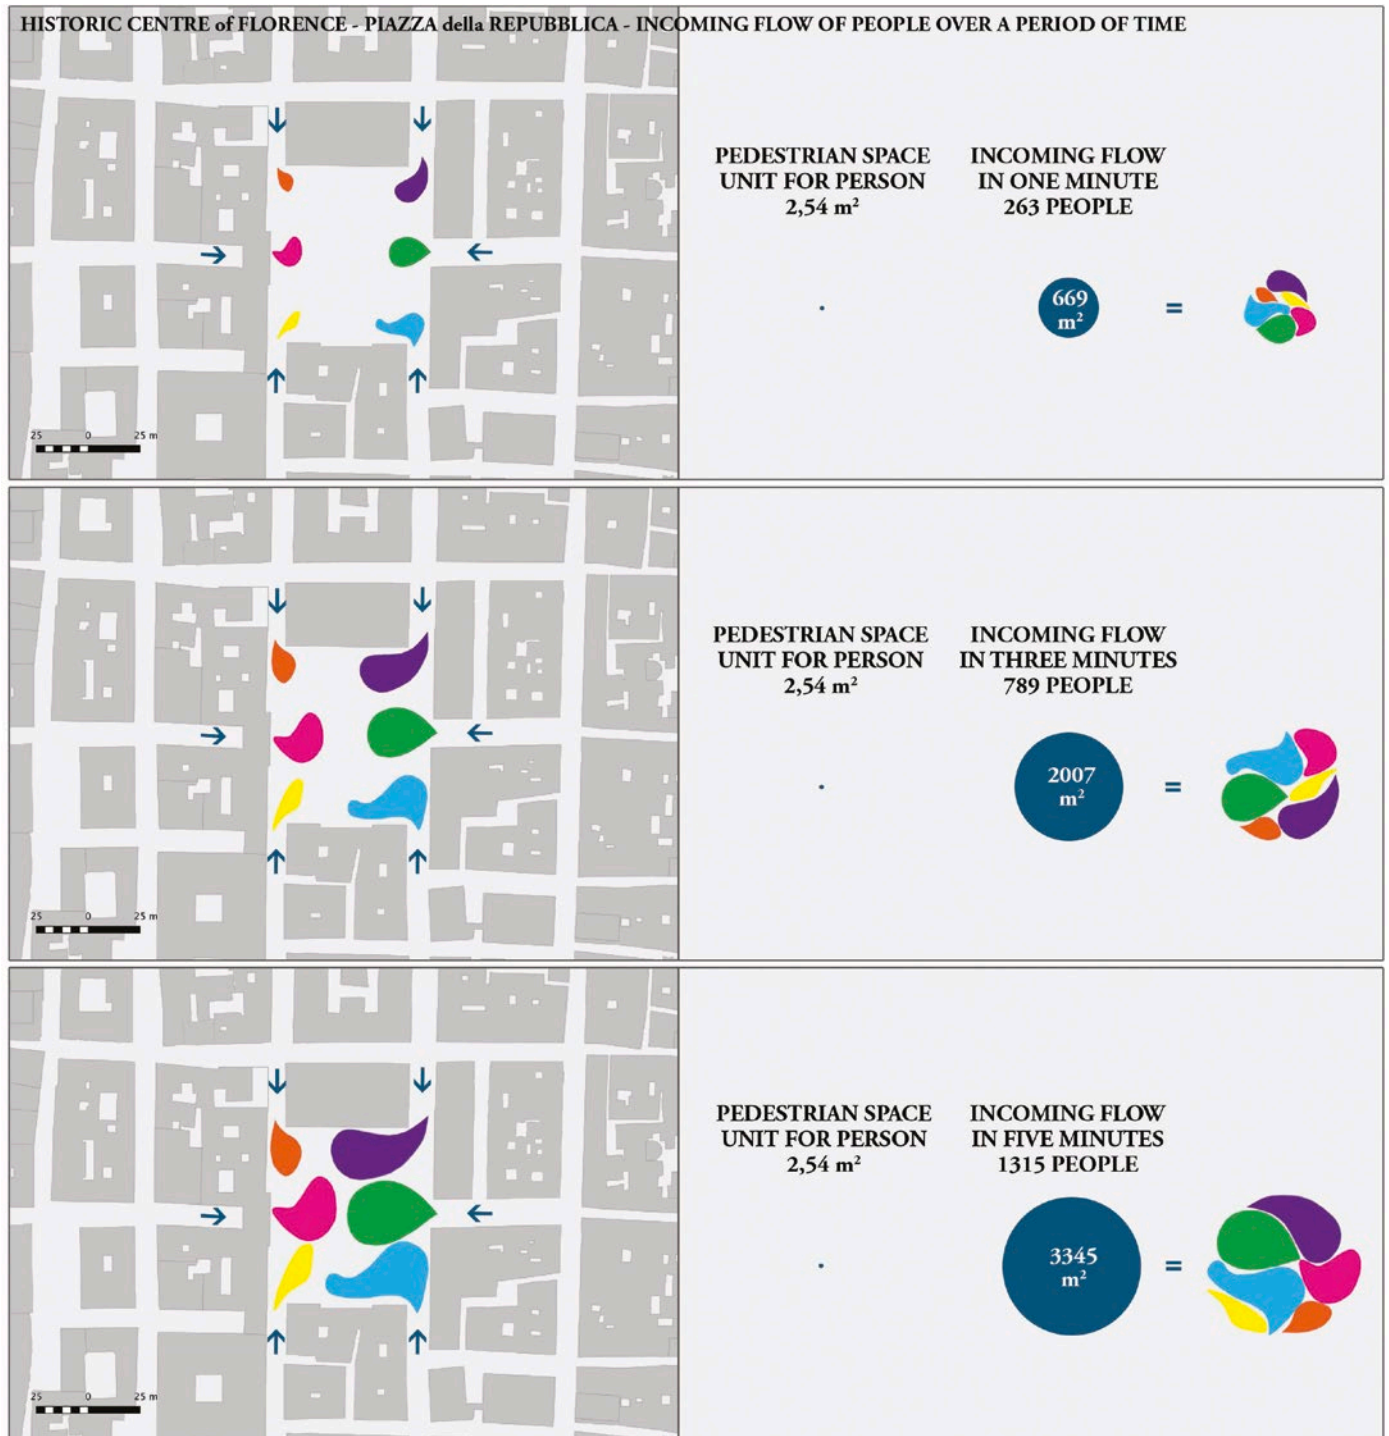 HISTORIC CENTRE of FLORENCE - PIAZZA della REPUBBLICA - INCOMING FLOW OF PEOPLE OVER A PERIOD OF TIME
PEDESTRIAN SPACE
UNIT FOR PERSON
2,54 m²
INCOMING FLOW
IN ONE MINUTE
263 PEOPLE
669
m²
=
25 0 25 m
PEDESTRIAN SPACE
UNIT FOR PERSON
2,54 m²
INCOMING FLOW
IN THREE MINUTES
789 PEOPLE
2007
m²
=
25 0 25 m
PEDESTRIAN SPACE
UNIT FOR PERSON
2,54 m²
INCOMING FLOW
IN FIVE MINUTES
1315 PEOPLE
3345
m²
=
25 0 25 m